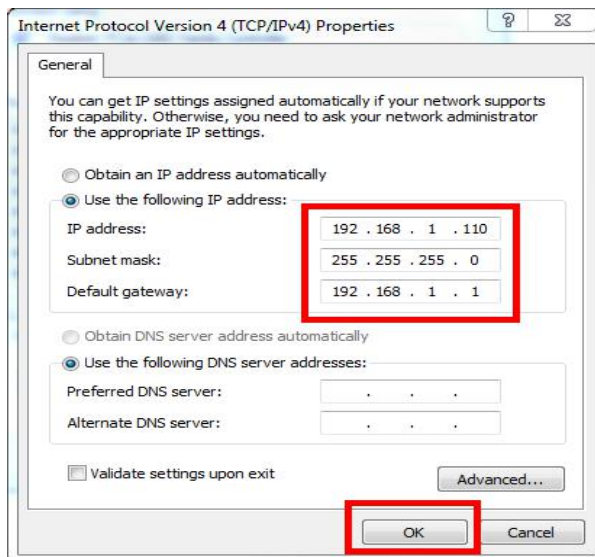 Internet Protocol Version 4 (TCP/IPv4) Properties
General
You can get IP settings assigned automatically if your network supports
this capability. Otherwise, you need to ask your network administrator
for the appropriate IP settings.
Obtain an IP address automatically
Use the following IP address:
IP address: 192 . 168 . 1 . 110
Subnet mask: 255 . 255 . 255 . 0
Default gateway: 192 . 168 . 1 . 1
Obtain DNS server address automatically
Use the following DNS server addresses:
Preferred DNS server: . . .
Alternate DNS server: . . .
Validate settings upon exit
Advanced...
OK Cancel